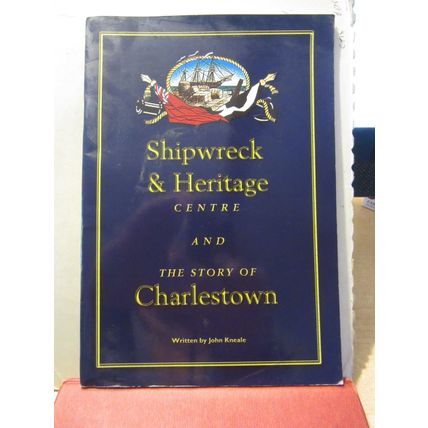 Shipwreck
& Heritage
CENTRE
AND
THE STORY OF
Charlestown
Written by John Kneale